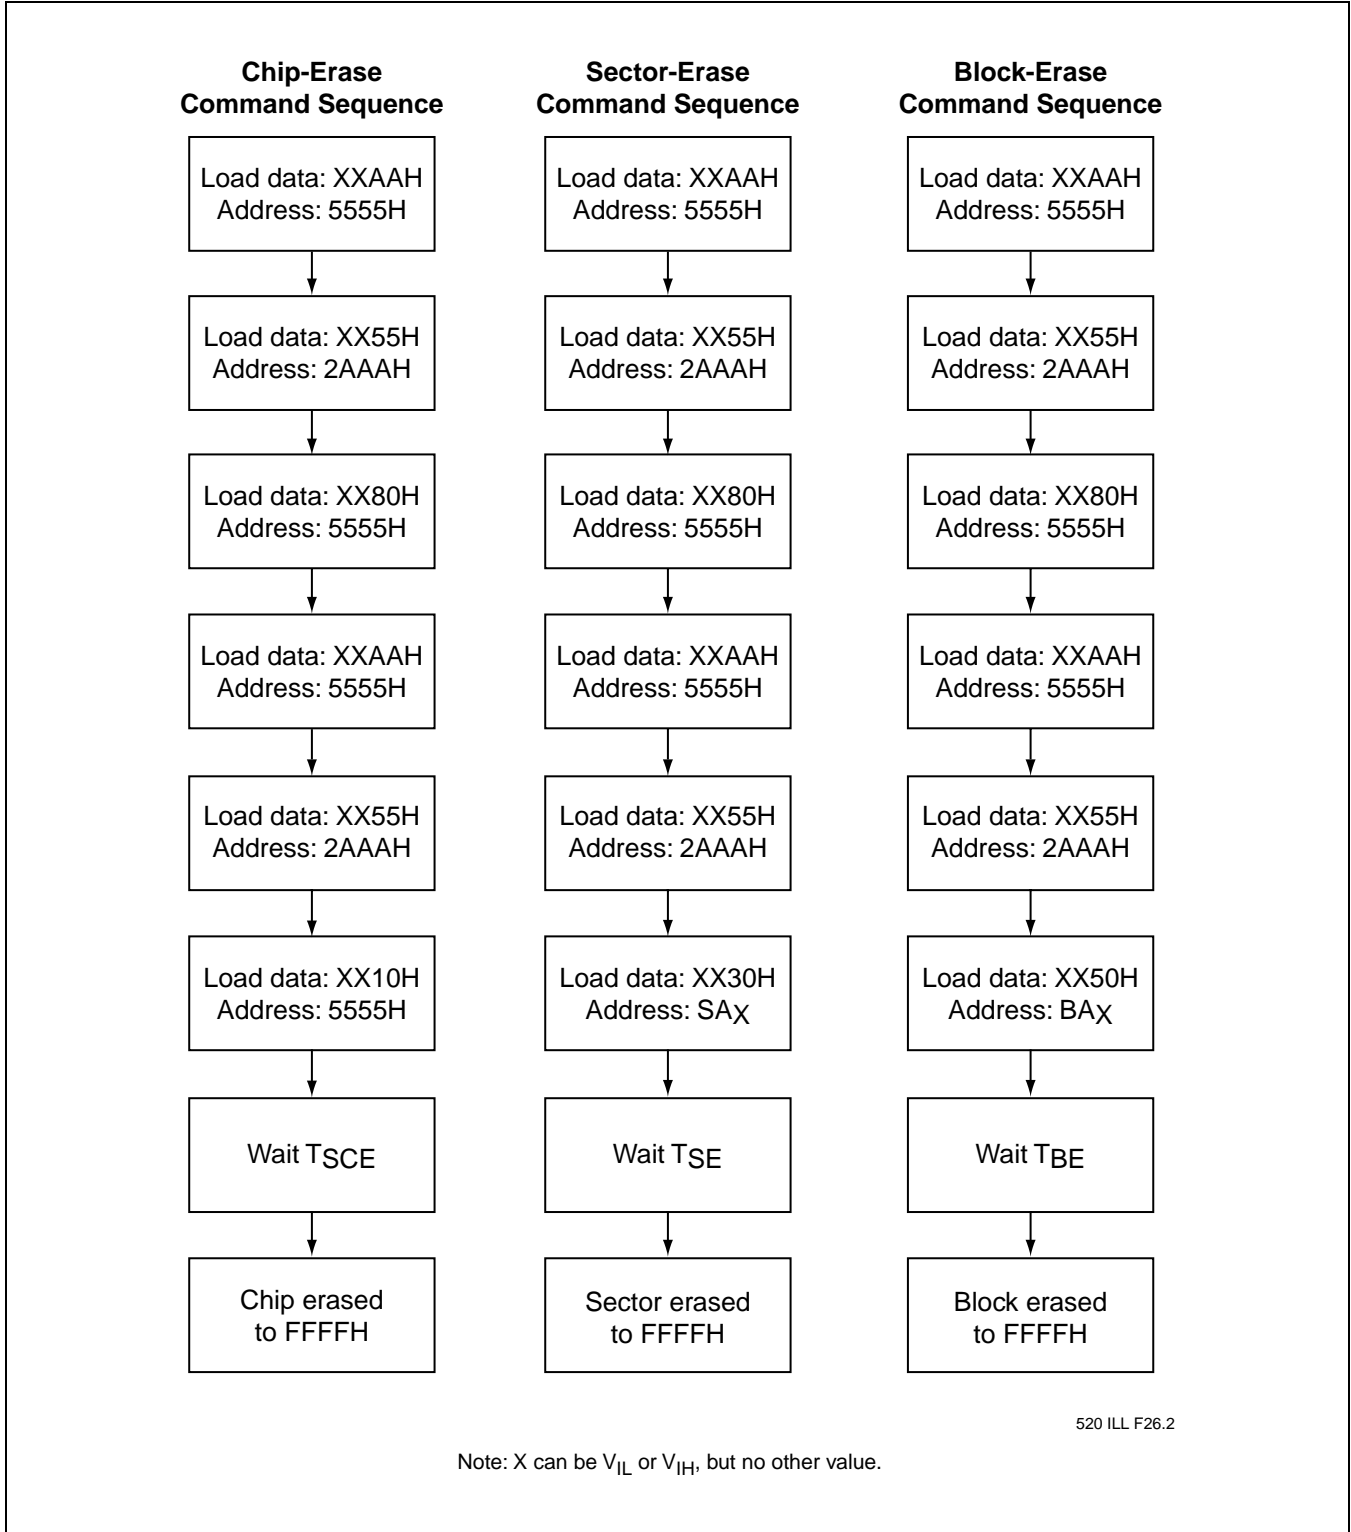 Chip-Erase
Command Sequence
Load data: XXAAH
Address: 5555H
Load data: XX55H
Address: 2AAAH
Load data: XX80H
Address: 5555H
Load data: XXAAH
Address: 5555H
Load data: XX55H
Address: 2AAAH
Load data: XX10H
Address: 5555H
Wait TSCE
Chip erased
to FFFFH
Sector-Erase
Command Sequence
Load data: XXAAH
Address: 5555H
Load data: XX55H
Address: 2AAAH
Load data: XX80H
Address: 5555H
Load data: XXAAH
Address: 5555H
Load data: XX55H
Address: 2AAAH
Load data: XX30H
Address: SAX
Wait TSE
Sector erased
to FFFFH
Block-Erase
Command Sequence
Load data: XXAAH
Address: 5555H
Load data: XX55H
Address: 2AAAH
Load data: XX80H
Address: 5555H
Load data: XXAAH
Address: 5555H
Load data: XX55H
Address: 2AAAH
Load data: XX50H
Address: BAX
Wait TBE
Block erased
to FFFFH
520 ILL F26.2
Note: X can be VIL or VIH, but no other value.